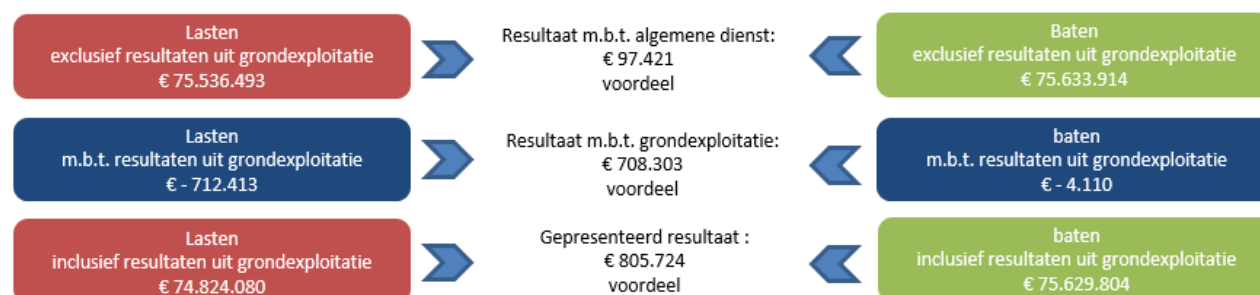 Lasten
exclusief resultaten uit grondexploitatie
€ 75.536.493
Resultaat m.b.t. algemene dienst:
€ 97.421
voordeel
Baten
exclusief resultaten uit grondexploitatie
€ 75.633.914
Lasten
m.b.t. resultaten uit grondexploitatie
€ - 712.413
Resultaat m.b.t. grondexploitatie:
€ 708.303
voordeel
baten
m.b.t. resultaten uit grondexploitatie
€ - 4.110
Lasten
inclusief resultaten uit grondexploitatie
€ 74.824.080
Gepresenteerd resultaat :
€ 805.724
voordeel
baten
inclusief resultaten uit grondexploitatie
€ 75.629.804